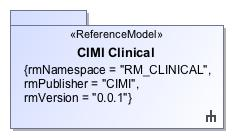 «ReferenceModel»
CIMI Clinical
{rmNamespace = "RM_CLINICAL",
rmPublisher = "CIMI",
rmVersion = "0.0.1"}